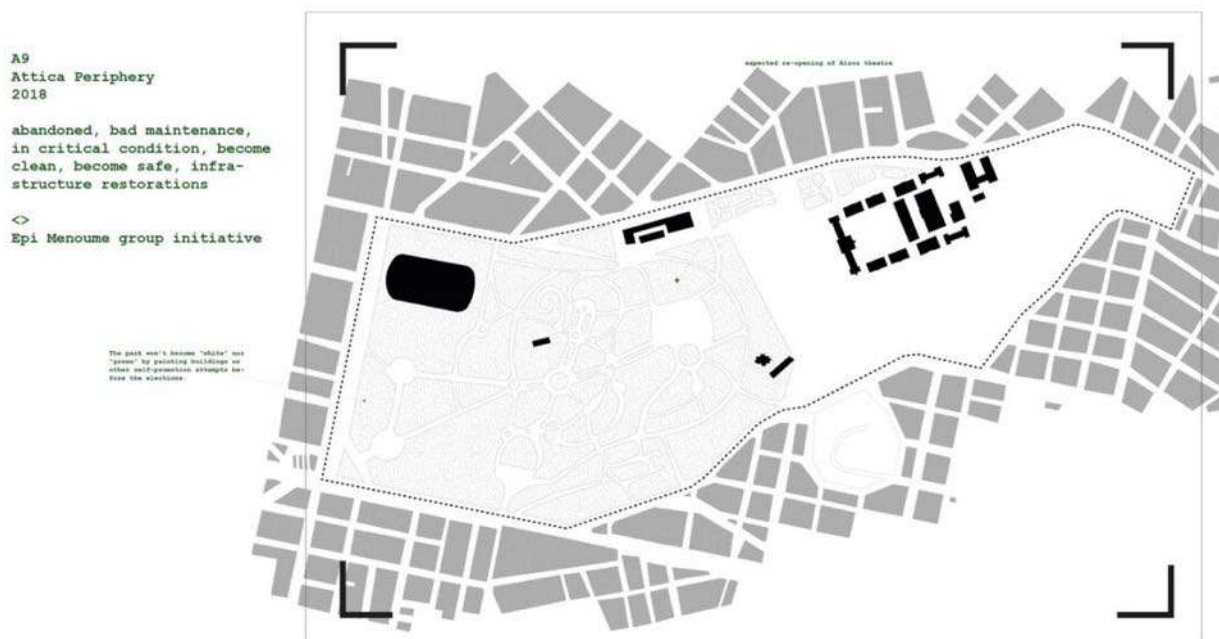 A9
Attica Periphery
2018
abandoned, bad maintenance,
in critical condition, become
clean, become safe, infra-
structure restorations
<>
Epi Menoume group initiative
expected re-opening of Alsos theatre
The park won't become "white" nor
"green" by painting buildings or
other self-promotion attempts be-
fore the elections.